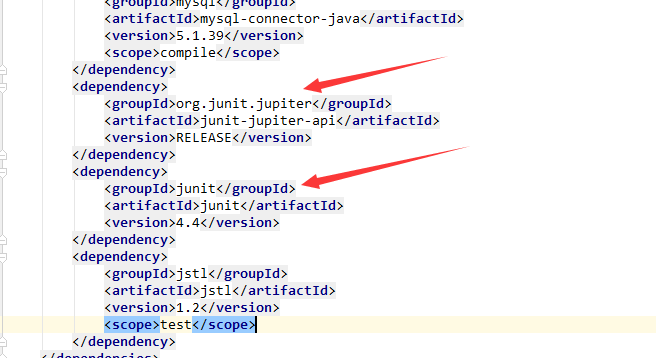 <groupId>mysql</groupId>
<artifactId>mysql-connector-java</artifactId>
<version>5.1.39</version>
<scope>compile</scope>
</dependency>
<dependency>
<groupId>org.junit.jupiter</groupId>
<artifactId>junit-jupiter-api</artifactId>
<version>RELEASE</version>
</dependency>
<dependency>
<groupId>junit</groupId>
<artifactId>junit</artifactId>
<version>4.4</version>
</dependency>
<dependency>
<groupId>jstl</groupId>
<artifactId>jstl</artifactId>
<version>1.2</version>
<scope>test</scope>
</dependency>
</dependencies>